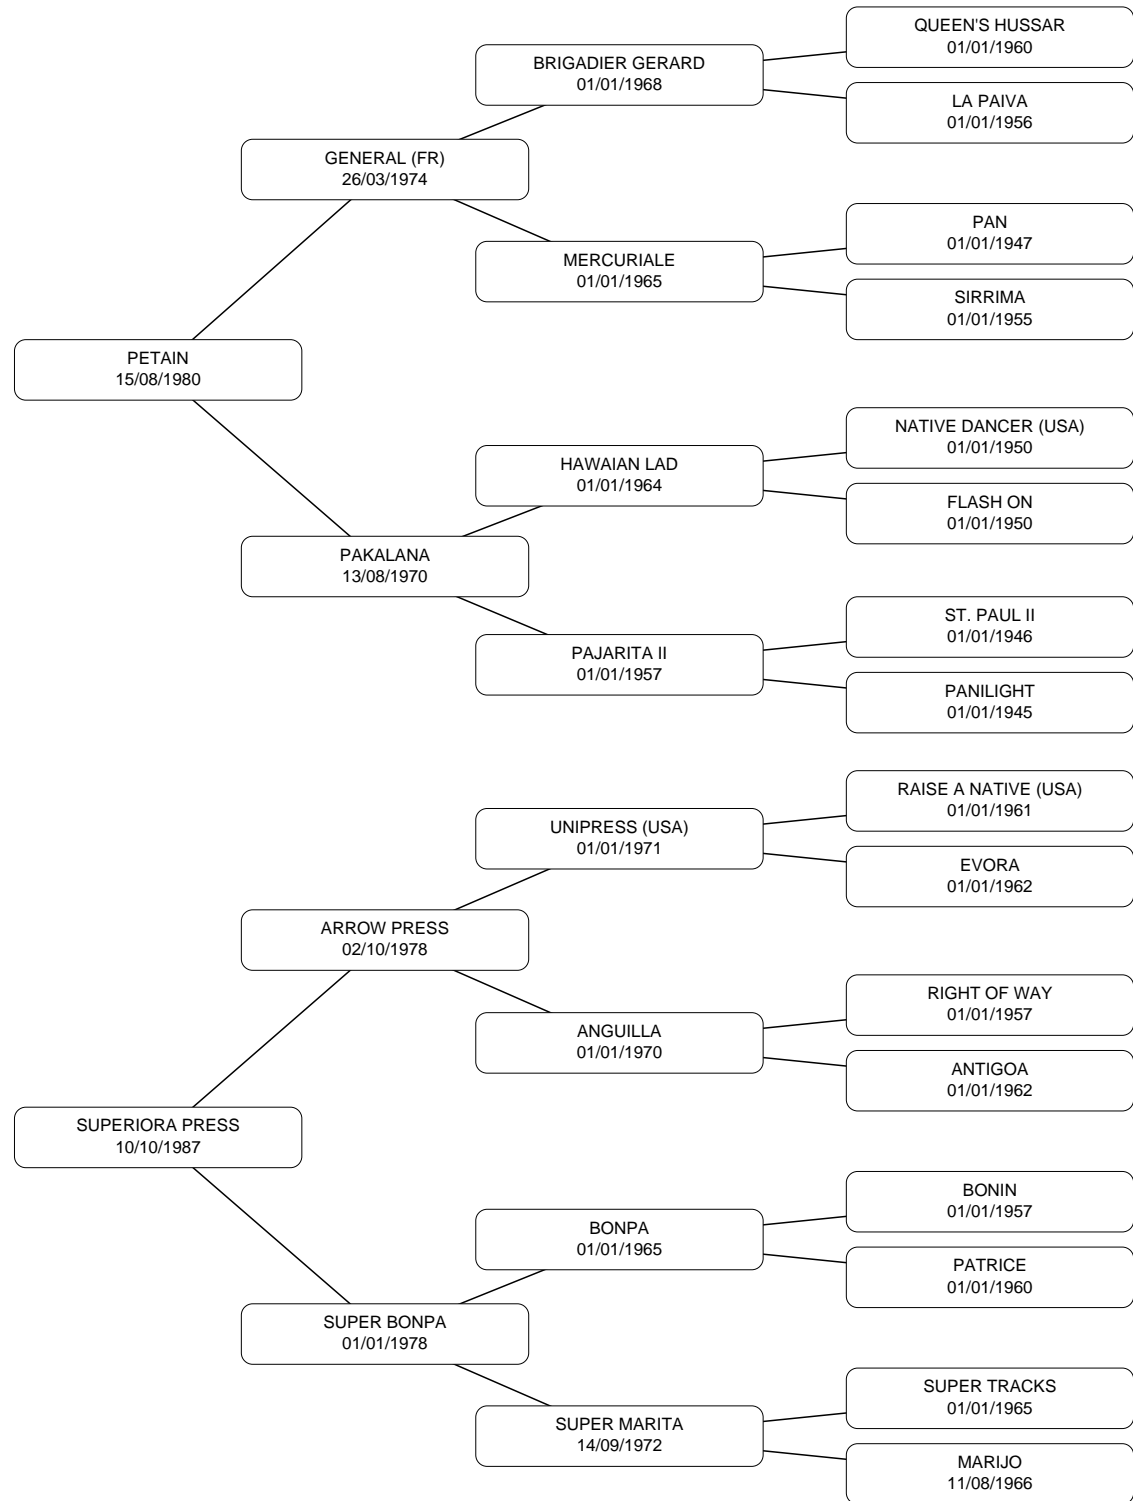 QUEEN'S HUSSAR
01/01/1960
BRIGADIER GERARD
01/01/1968
LA PAIVA
01/01/1956
GENERAL (FR)
26/03/1974
PAN
01/01/1947
MERCURIALE
01/01/1965
SIRRIMA
01/01/1955
PETAIN
15/08/1980
NATIVE DANCER (USA)
01/01/1950
HAWAIAN LAD
01/01/1964
FLASH ON
01/01/1950
PAKALANA
13/08/1970
ST. PAUL II
01/01/1946
PAJARITA II
01/01/1957
PANILIGHT
01/01/1945
RAISE A NATIVE (USA)
01/01/1961
UNIPRESS (USA)
01/01/1971
EVORA
01/01/1962
ARROW PRESS
02/10/1978
RIGHT OF WAY
01/01/1957
ANGUILLA
01/01/1970
ANTIGOA
01/01/1962
SUPERIORA PRESS
10/10/1987
BONIN
01/01/1957
BONPA
01/01/1965
PATRICE
01/01/1960
SUPER BONPA
01/01/1978
SUPER TRACKS
01/01/1965
SUPER MARITA
14/09/1972
MARIJO
11/08/1966